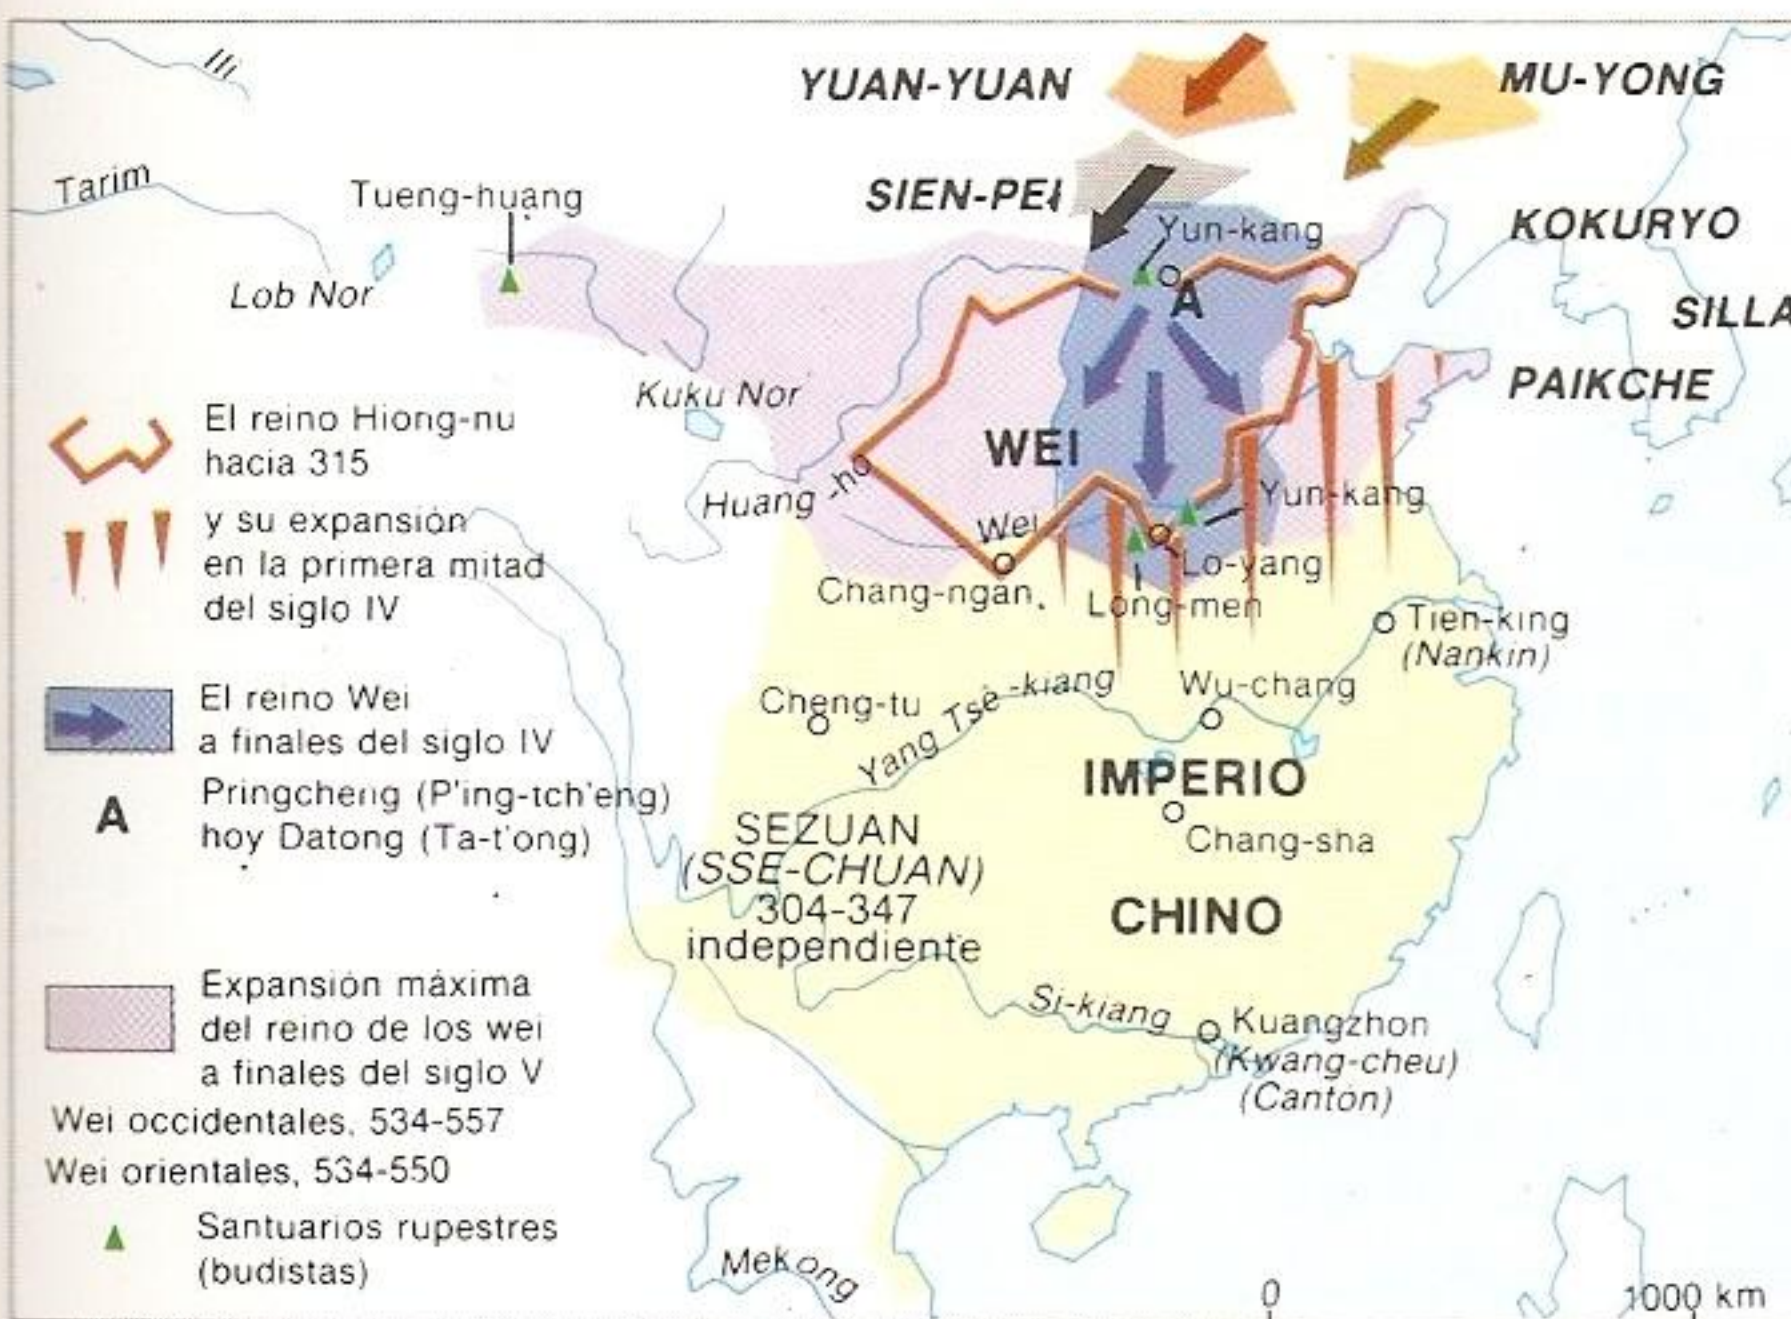 Ili
YUAN-YUAN
MU-YONG
Tarim
Tueng-huang
SIEN-PEI
Yun-kang
KOKURYO
Lob Nor
A
SILLA
Kuku Nor
PAIKCHE
El reino Hiong-nu
hacia 315
WEI
Huang-ho
Yun-kang
y su expansión
en la primera mitad
del siglo IV
Wei
Lo-yang
Chang-ngan
Long-men
Tien-king
(Nankin)
El reino Wei
a finales del siglo IV
Cheng-tu
Yang Tsê-kiang
Wu-chang
A
Pringcheng (P'ing-tch'eng)
hoy Datong (Ta-t'ong)
IMPERIO
Chang-sha
SEZUAN
(SSE-CHUAN)
304-347
independiente
CHINO
Expansión máxima
del reino de los wei
a finales del siglo V
Si-kiang
Kuangzhon
(Kwang-cheu)
(Cantón)
Wei occidentales, 534-557
Wei orientales, 534-550
Santuarios rupestres
(budistas)
Mekong
0
1000 km